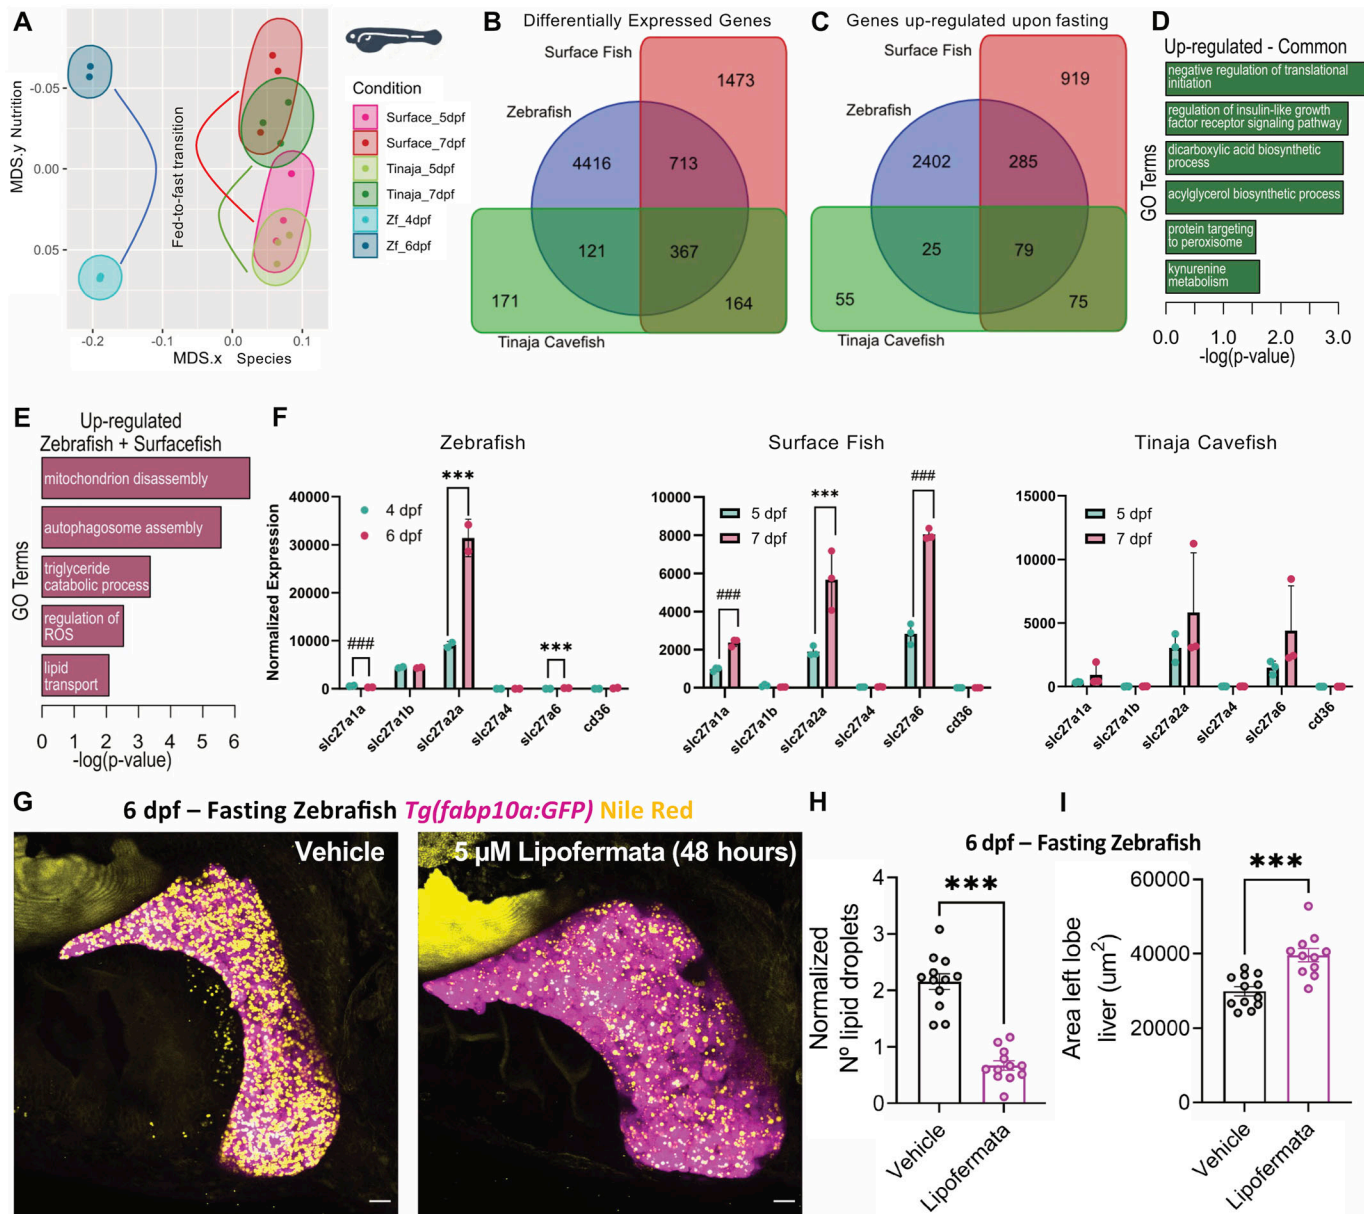 A
MDS.y Nutrition
-0.05
0.00
0.05
Fed-to-fast transition
-0.2
-0.1
0.0
0.1
MDS.x Species
Condition
Surface_5dpf
Surface_7dpf
Tinaja_5dpf
Tinaja_7dpf
Zf_4dpf
Zf_6dpf
B
Differentially Expressed Genes
Surface Fish
1473
Zebrafish
4416
713
121
367
171
164
Tinaja Cavefish
C
Genes up-regulated upon fasting
Surface Fish
919
Zebrafish
2402
285
25
79
55
75
Tinaja Cavefish
D
Up-regulated - Common
GO Terms
negative regulation of translational
initiation
regulation of insulin-like growth
factor receptor signaling pathway
dicarboxylic acid biosynthetic
process
acylglycerol biosynthetic process
protein targeting
to peroxisome
kynurenine
metabolism
0.0
1.0
2.0
3.0
-log(p-value)
E
Up-regulated
Zebrafish + Surfacefish
GO Terms
mitochondrion disassembly
autophagosome assembly
triglyceride
catabolic process
regulation of
ROS
lipid
transport
0 1 2 3 4 5 6
-log(p-value)
F
Zebrafish
Normalized Expression
40000
30000
20000
10000
0
4 dpf
6 dpf
###
***
***
slc27a1a
slc27a1b
slc27a2a
slc27a4
slc27a6
cd36
Surface Fish
10000
8000
6000
4000
2000
0
5 dpf
7 dpf
###
***
###
slc27a1a
slc27a1b
slc27a2a
slc27a4
slc27a6
cd36
Tinaja Cavefish
15000
10000
5000
0
5 dpf
7 dpf
slc27a1a
slc27a1b
slc27a2a
slc27a4
slc27a6
cd36
G
6 dpf – Fasting Zebrafish Tg(fabp10a:GFP) Nile Red
Vehicle
5 µM Lipofermata (48 hours)
H
I
6 dpf – Fasting Zebrafish
Normalized
Nº lipid droplets
4
3
2
1
0
***
Vehicle
Lipofermata
Area left lobe
liver (um²)
60000
40000
20000
0
***
Vehicle
Lipofermata